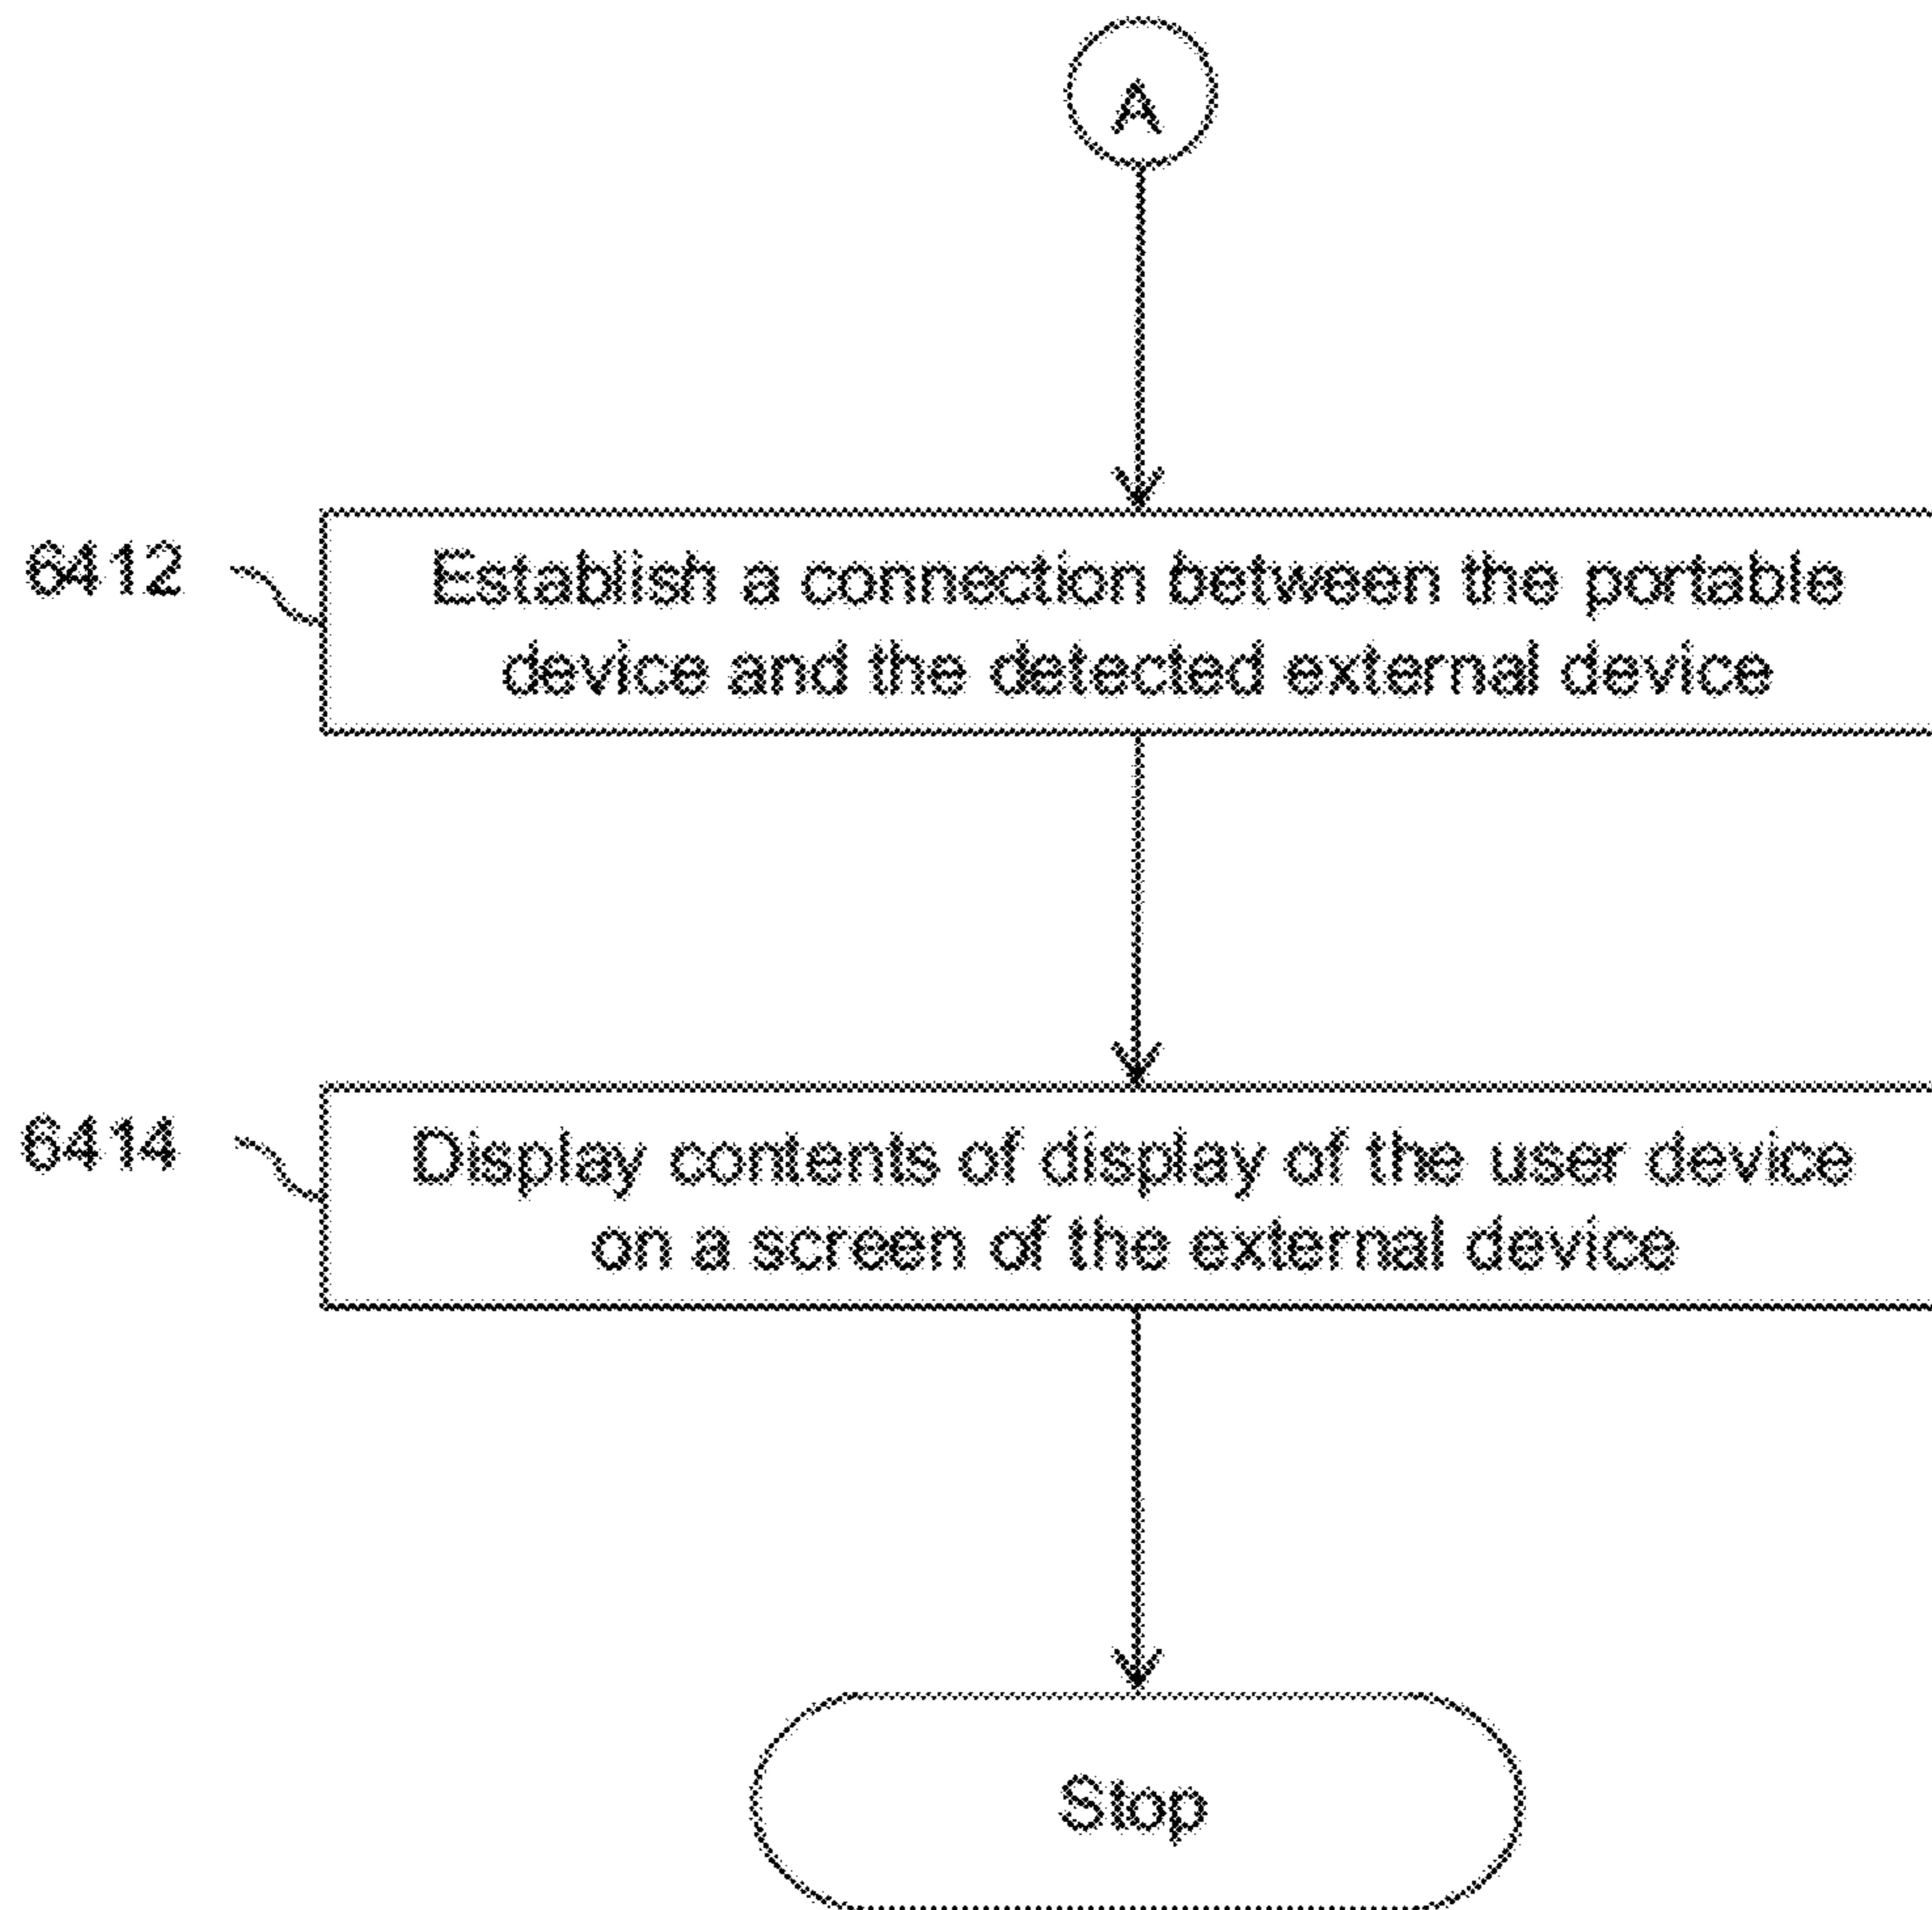 A
6412
Establish a connection between the portable
device and the detected external device
6414
Display contents of display of the user device
on a screen of the external device
Stop